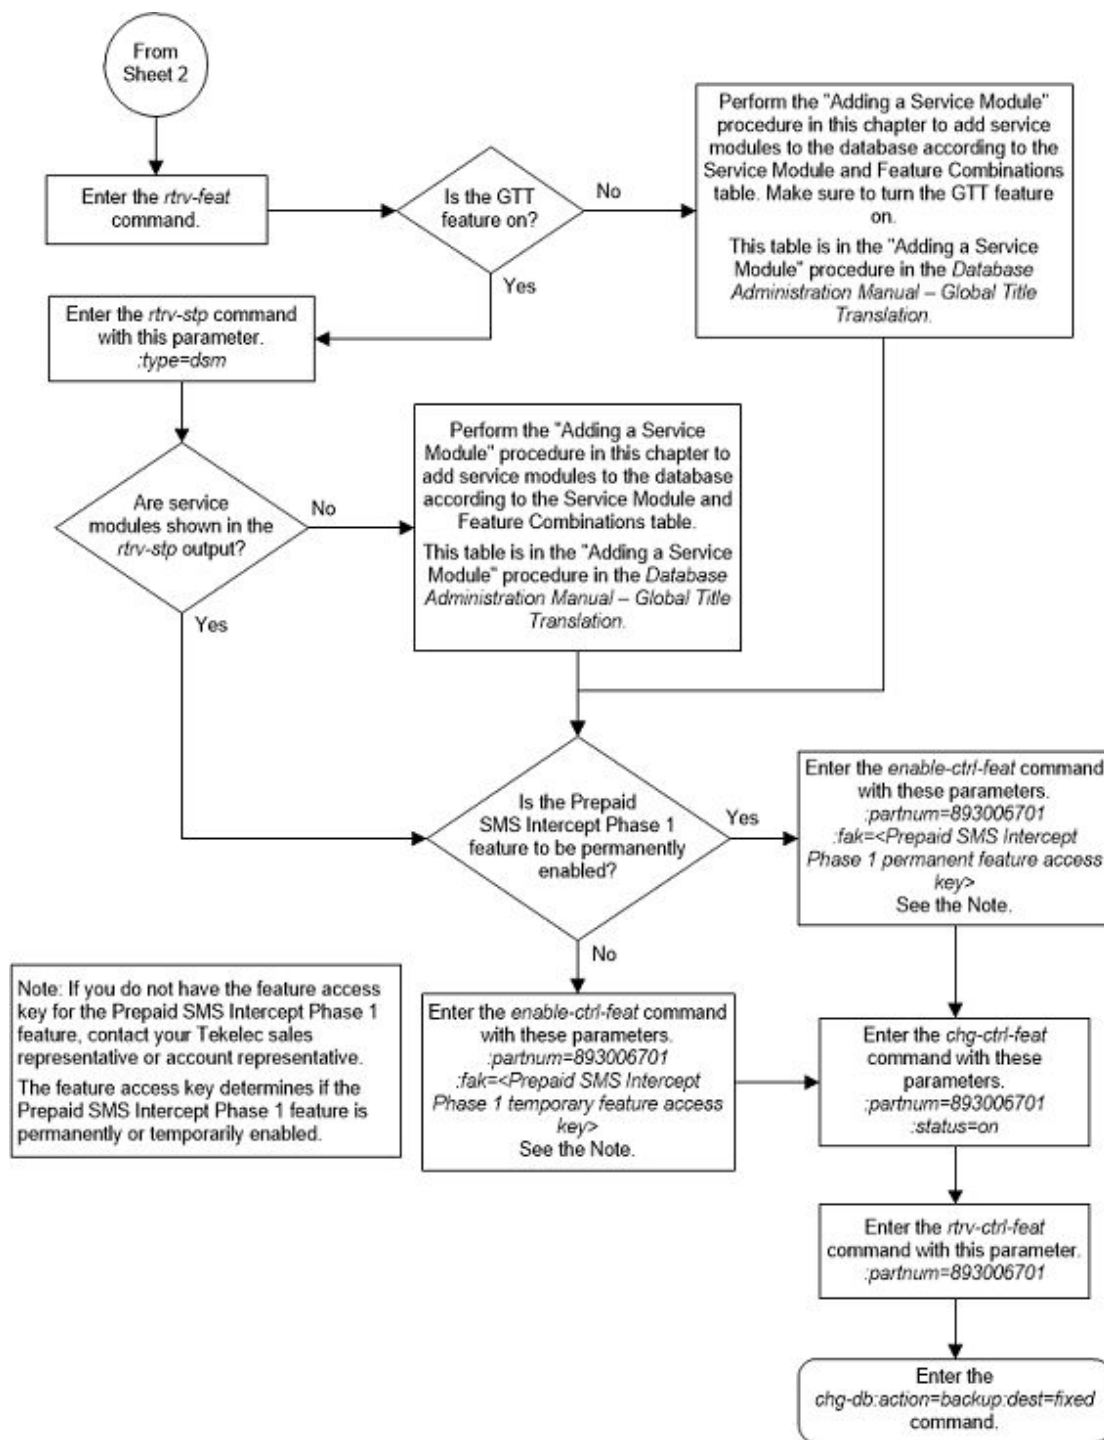 From
Sheet 2
Enter the rtrv-feat
command.
Is the GTT
feature on?
No
Yes
Perform the "Adding a Service Module"
procedure in this chapter to add service
modules to the database according to the
Service Module and Feature Combinations
table. Make sure to turn the GTT feature
on.
This table is in the "Adding a Service
Module" procedure in the Database
Administration Manual – Global Title
Translation.
Enter the rtrv-stp command
with this parameter.
:type=dsm
Are service
modules shown in the
rtrv-stp output?
No
Yes
Perform the "Adding a Service
Module" procedure in this chapter to
add service modules to the database
according to the Service Module and
Feature Combinations table.
This table is in the "Adding a Service
Module" procedure in the Database
Administration Manual – Global Title
Translation.
Is the Prepaid
SMS Intercept Phase 1
feature to be permanently
enabled?
Yes
No
Enter the enable-ctrl-feat command
with these parameters.
:partnum=893006701
:fak=<Prepaid SMS Intercept
Phase 1 permanent feature access
key>
See the Note.
Note: If you do not have the feature access
key for the Prepaid SMS Intercept Phase 1
feature, contact your Tekelec sales
representative or account representative.
The feature access key determines if the
Prepaid SMS Intercept Phase 1 feature is
permanently or temporarily enabled.
Enter the enable-ctrl-feat command
with these parameters.
:partnum=893006701
:fak=<Prepaid SMS Intercept
Phase 1 temporary feature access
key>
See the Note.
Enter the chg-ctrl-feat
command with these
parameters.
:partnum=893006701
:status=on
Enter the rtrv-ctrl-feat
command with this parameter.
:partnum=893006701
Enter the
chg-db:action=backup:dest=fixed
command.